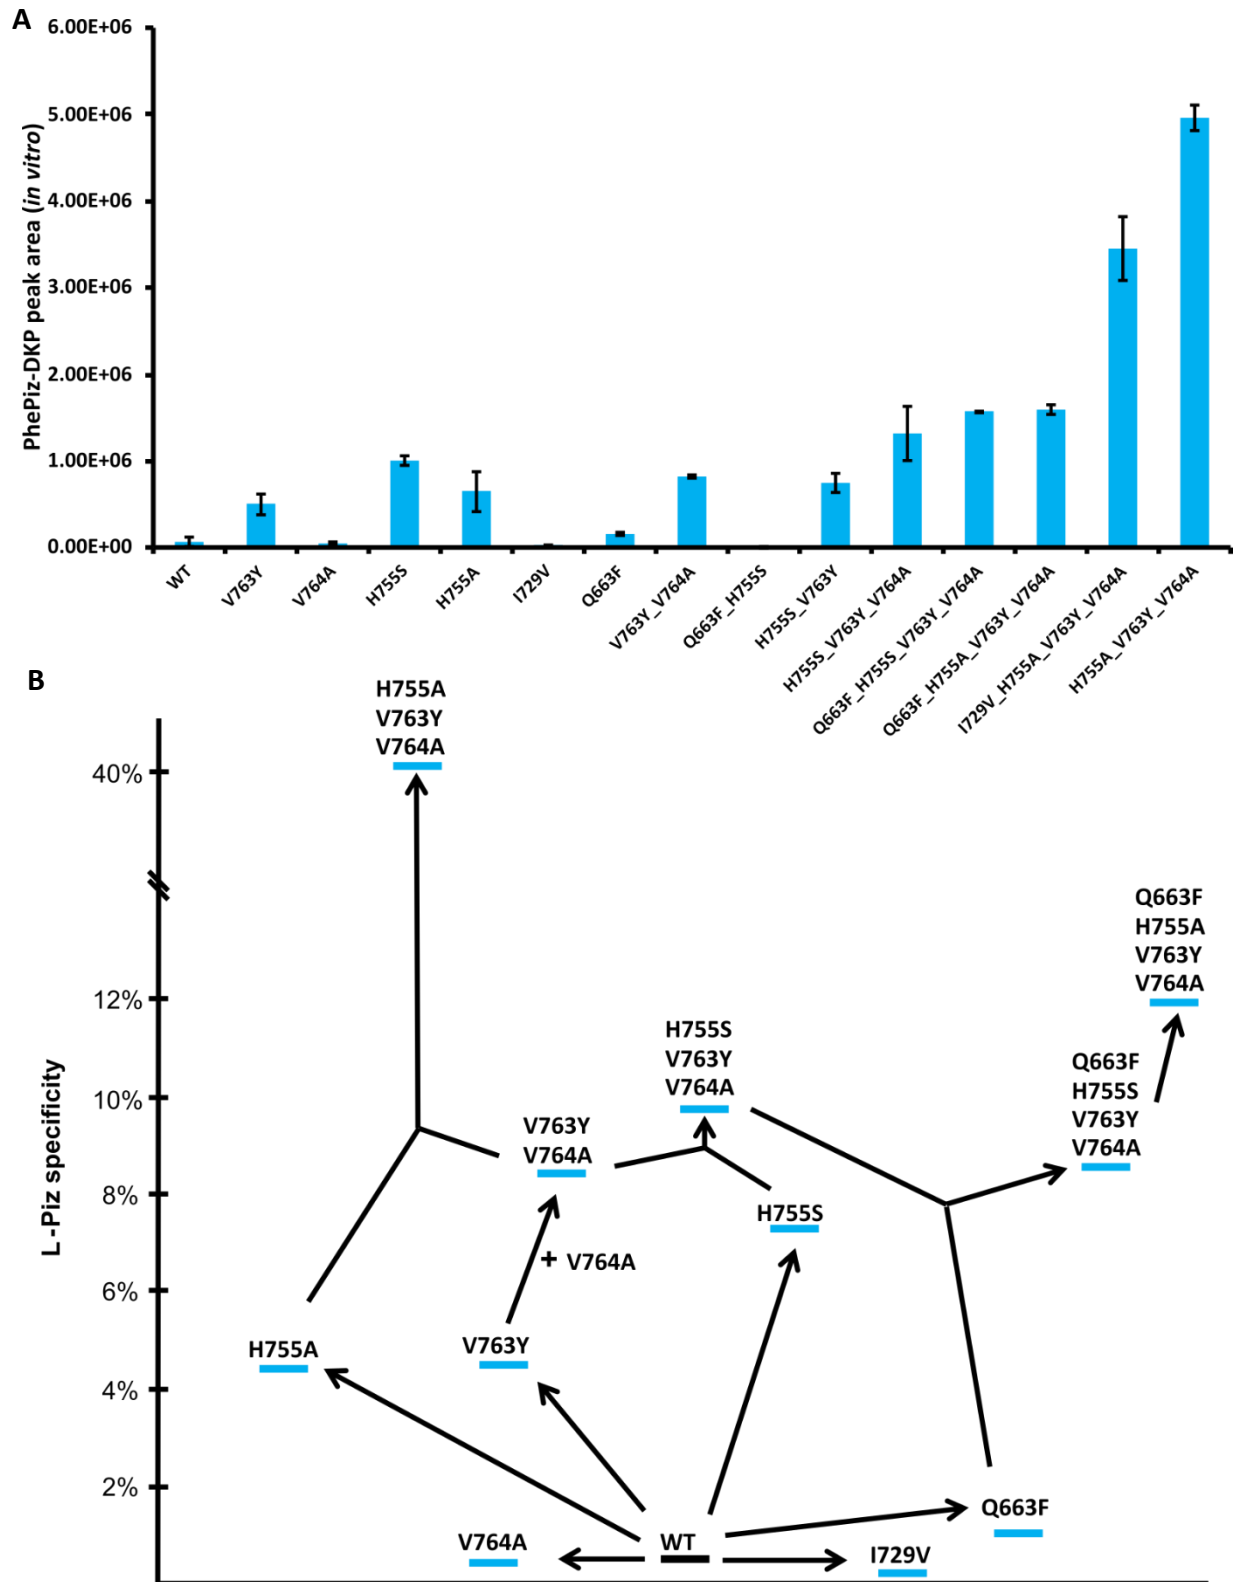 A
6.00E+06
5.00E+06
4.00E+06
3.00E+06
2.00E+06
1.00E+06
0.00E+00
PhePiz-DKP peak area (in vitro)
WT
V763Y
V764A
H755S
H755A
I729V
Q663F
V763Y_V764A
Q663F_H755S
H755S_V763Y
H755S_V763Y_V764A
Q663F_H755S_V763Y_V764A
Q663F_H755A_V763Y_V764A
I729V_H755A_V763Y_V764A
H755A_V763Y_V764A
B
L-Piz specificity
40%
12%
10%
8%
6%
4%
2%
H755A
V763Y
V764A
Q663F
H755A
V763Y
V764A
H755S
V763Y
V764A
Q663F
H755S
V763Y
V764A
V763Y
V764A
H755S
+ V764A
H755A
V763Y
Q663F
V764A
WT
I729V